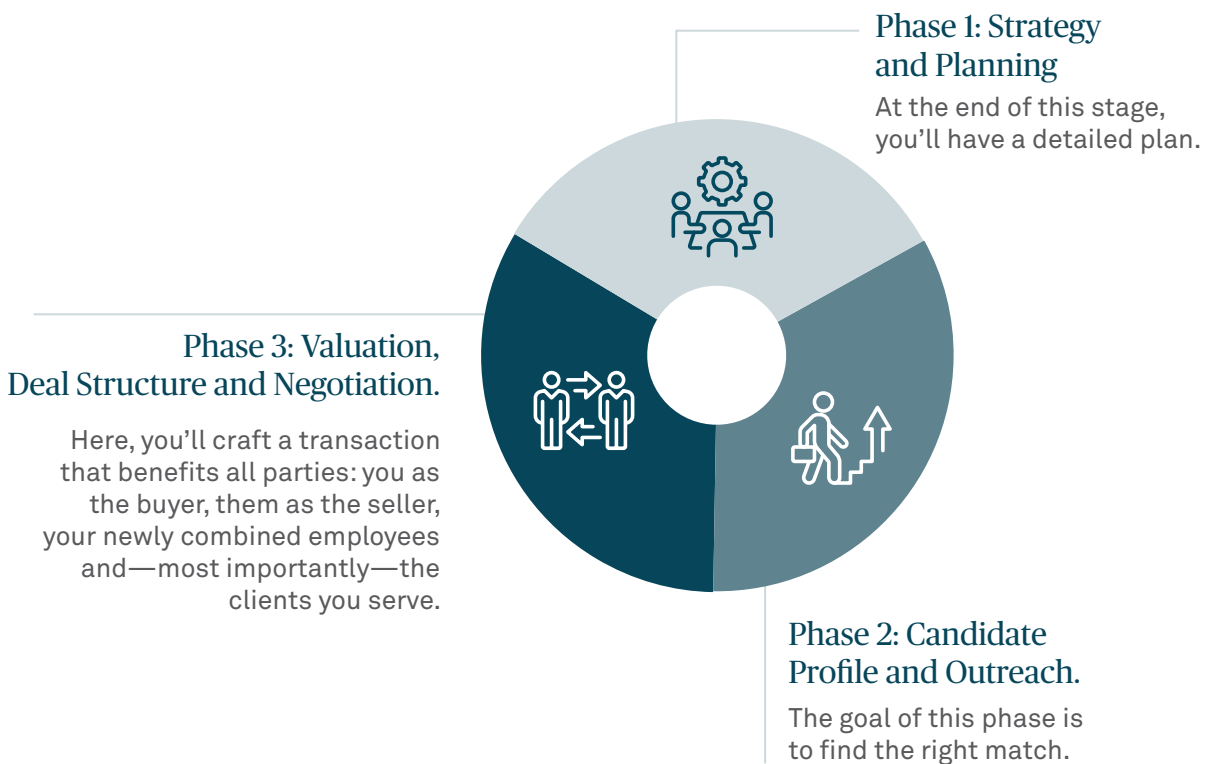 Phase 1: Strategy
and Planning
At the end of this stage,
you'll have a detailed plan.
Phase 3: Valuation,
Deal Structure and Negotiation.
Here, you'll craft a transaction
that benefits all parties: you as
the buyer, them as the seller,
your newly combined employees
and—most importantly—the
clients you serve.
Phase 2: Candidate
Profile and Outreach.
The goal of this phase is
to find the right match.